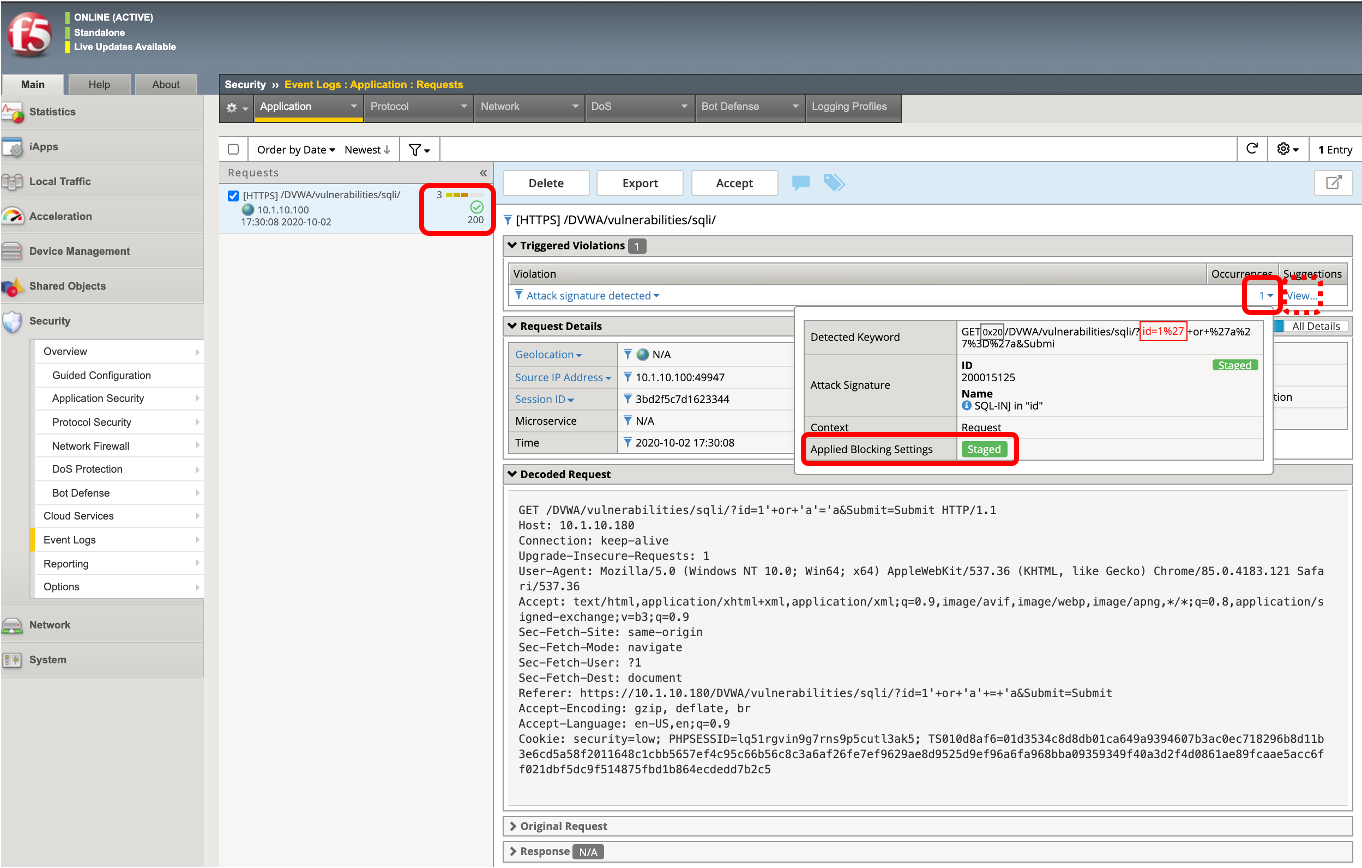 f5
ONLINE (ACTIVE)
Standalone
Live Updates Available
Main
Help
About
Statistics
iApps
Local Traffic
Acceleration
Device Management
Shared Objects
Security
Overview
Guided Configuration
Application Security
Protocol Security
Network Firewall
DoS Protection
Bot Defense
Cloud Services
Event Logs
Reporting
Options
Network
System
Security » Event Logs : Application : Requests
Application
Protocol
Network
DoS
Bot Defense
Logging Profiles
Order by Date
Newest
1 Entry
Requests
«
[HTTPS] /DVWA/vulnerabilities/sqli/
10.1.10.100
17:30:08 2020-10-02
3
200
Delete
Export
Accept
[HTTPS] /DVWA/vulnerabilities/sqli/
Triggered Violations 1
Violation
Occurrences
Suggestions
Attack signature detected
1
View...
Request Details
All Details
Geolocation
N/A
Source IP Address
10.1.10.100:49947
Session ID
3bd2f5c7d1623344
Microservice
N/A
Time
2020-10-02 17:30:08
tion
Detected Keyword
GET0x20/DVWA/vulnerabilities/sqli/?id=1%27+or+%27a%2
7%3D%27a&Submi
Attack Signature
ID
200015125
Staged
Name
SQL-INJ in "id"
Context
Request
Applied Blocking Settings
Staged
Decoded Request
GET /DVWA/vulnerabilities/sqli/?id=1'+or+'a'='a&Submit=Submit HTTP/1.1
Host: 10.1.10.180
Connection: keep-alive
Upgrade-Insecure-Requests: 1
User-Agent: Mozilla/5.0 (Windows NT 10.0; Win64; x64) AppleWebKit/537.36 (KHTML, like Gecko) Chrome/85.0.4183.121 Safa
ri/537.36
Accept: text/html,application/xhtml+xml,application/xml;q=0.9,image/avif,image/webp,image/apng,*/*;q=0.8,application/s
igned-exchange;v=b3;q=0.9
Sec-Fetch-Site: same-origin
Sec-Fetch-Mode: navigate
Sec-Fetch-User: ?1
Sec-Fetch-Dest: document
Referer: https://10.1.10.180/DVWA/vulnerabilities/sqli/?id=1'+or+'a'+=+'a&Submit=Submit
Accept-Encoding: gzip, deflate, br
Accept-Language: en-US,en;q=0.9
Cookie: security=low; PHPSESSID=lq51rgvin9g7rns9p5cutl3ak5; TS010d8af6=01d3534c8d8db01ca649a9394607b3ac0ec718296b8d11b
3e6cd5a58f2011648c1cbb5657ef4c95c66b56c8c3a6af26fe7ef9629ae8d9525d9ef96a6fa968bba09359349f40a3d2f4d0861ae89fcaae5acc6f
f021dbf5dc9f514875fbd1b864ecdedd7b2c5
Original Request
Response N/A